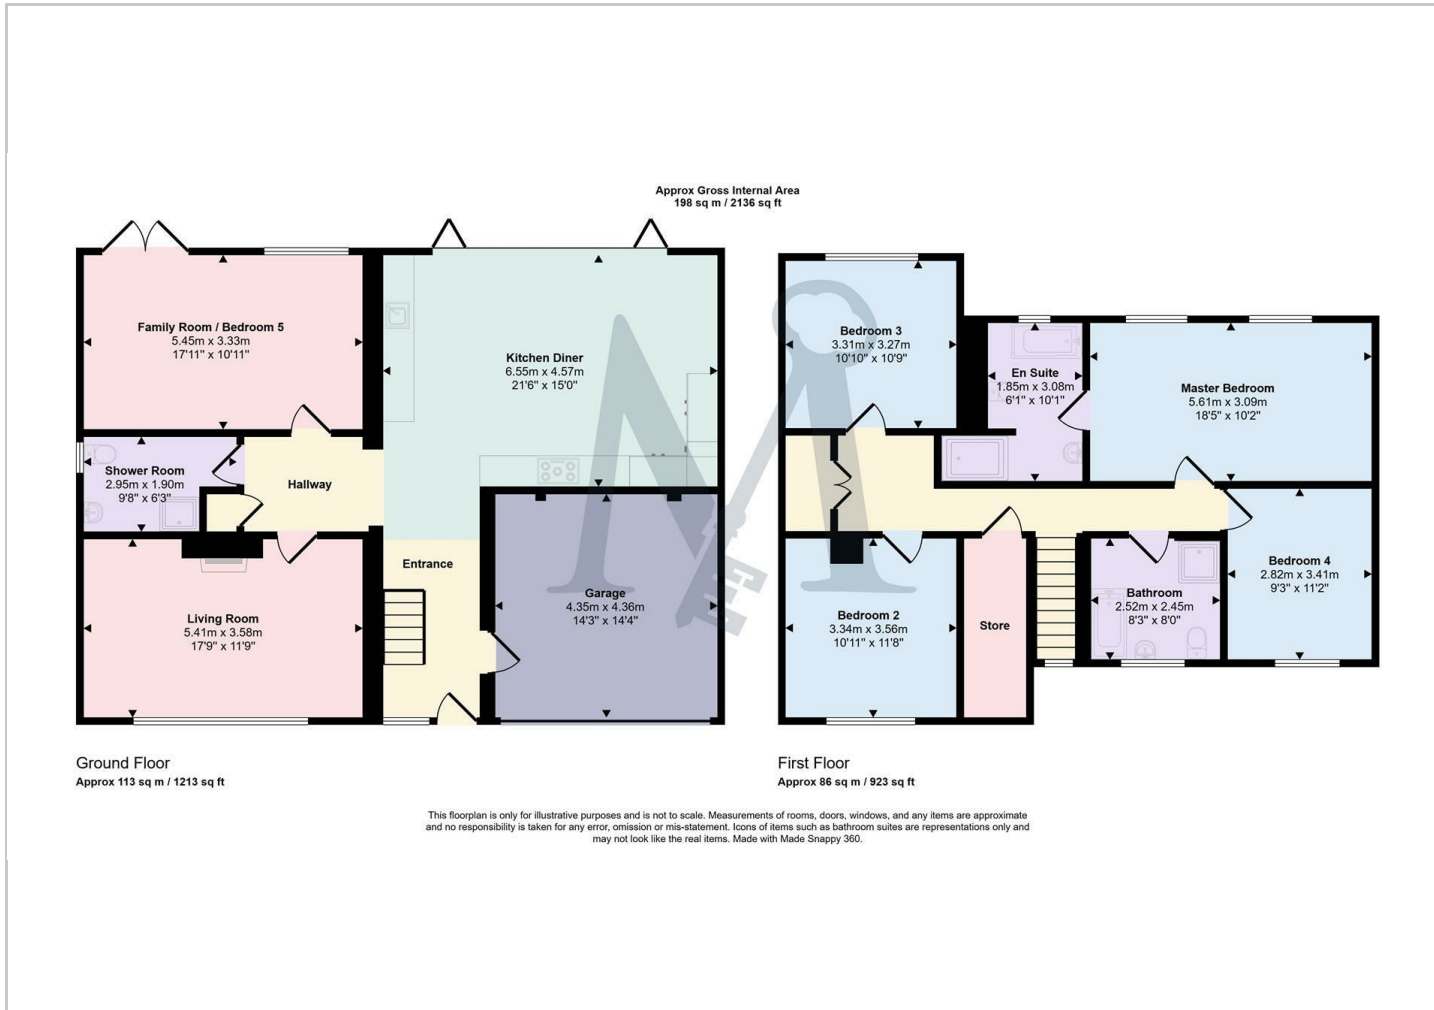 Approx Gross Internal Area
198 sq m / 2136 sq ft
Family Room / Bedroom 5
5.45m x 3.33m
17'11" x 10'11"
Kitchen Diner
6.55m x 4.57m
21'6" x 15'0"
Shower Room
2.95m x 1.90m
9'8" x 6'3"
Hallway
Entrance
Living Room
5.41m x 3.58m
17'9" x 11'9"
Garage
4.35m x 4.36m
14'3" x 14'4"
Bedroom 3
3.31m x 3.27m
10'10" x 10'9"
En Suite
1.85m x 3.08m
6'1" x 10'1"
Master Bedroom
5.61m x 3.09m
18'5" x 10'2"
Bedroom 2
3.34m x 3.56m
10'11" x 11'8"
Store
Bathroom
2.52m x 2.45m
8'3" x 8'0"
Bedroom 4
2.82m x 3.41m
9'3" x 11'2"
Ground Floor
Approx 113 sq m / 1213 sq ft
First Floor
Approx 86 sq m / 923 sq ft
This floorplan is only for illustrative purposes and is not to scale. Measurements of rooms, doors, windows, and any items are approximate
and no responsibility is taken for any error, omission or mis-statement. Icons of items such as bathroom suites are representations only and
may not look like the real items. Made with Made Snappy 360.